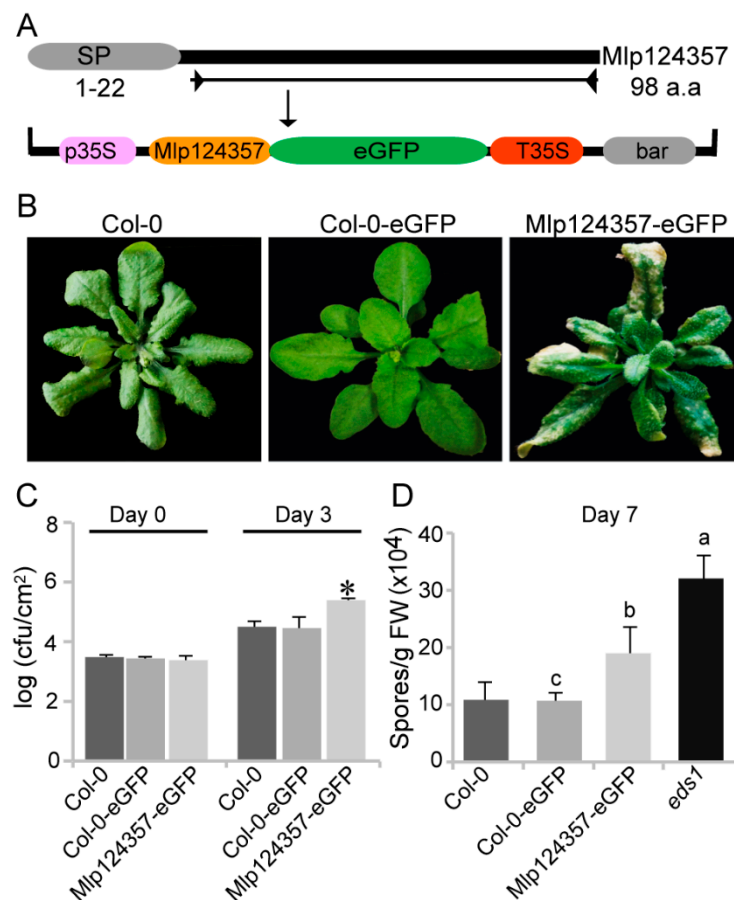 A
SP
Mlp124357
1-22
98 a.a
p35S Mlp124357 eGFP T35S bar
B
Col-0 Col-0-eGFP Mlp124357-eGFP
C
Day 0 Day 3
log (cfu/cm²)
8
6
4
2
0
*
Col-0
Col-0-eGFP
Mlp124357-eGFP
Col-0
Col-0-eGFP
Mlp124357-eGFP
D
Day 7
Spores/g FW (x10⁴)
40
30
20
10
0
c
b
a
Col-0
Col-0-eGFP
Mlp124357-eGFP
eds1